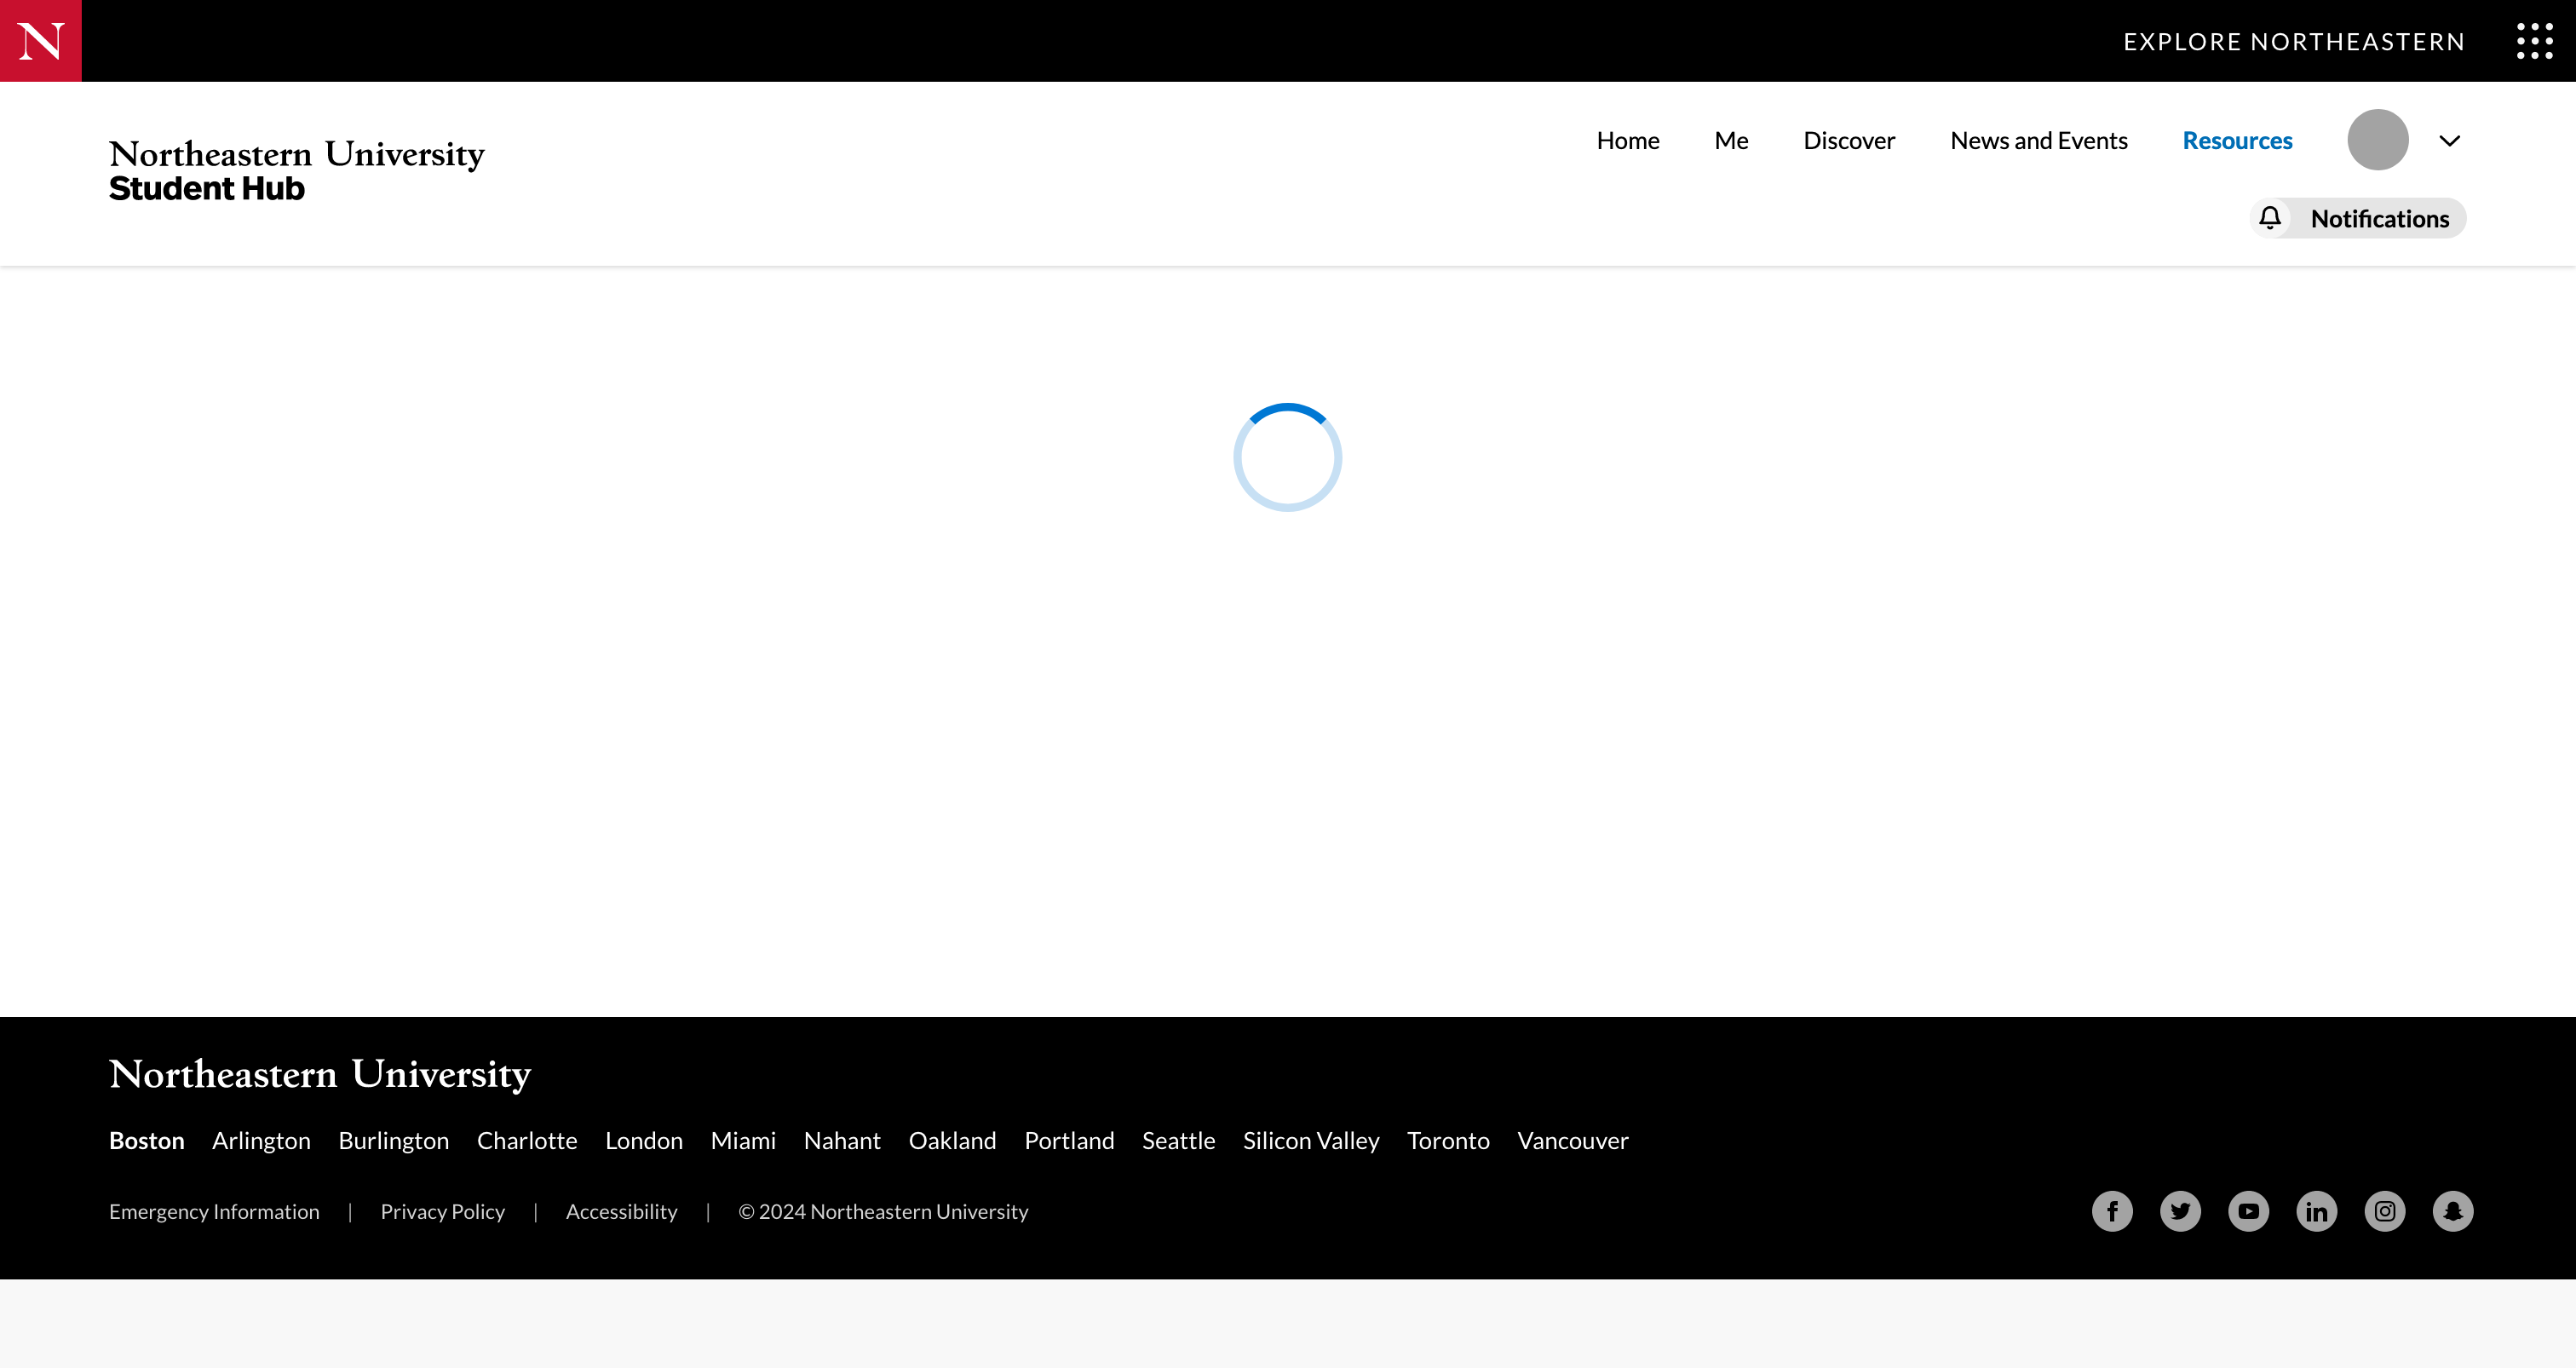 N
EXPLORE NORTHEASTERN
Northeastern University
Student Hub
Home Me Discover News and Events Resources
Notifications
Northeastern University
Boston Arlington Burlington Charlotte London Miami Nahant Oakland Portland Seattle Silicon Valley Toronto Vancouver
Emergency Information | Privacy Policy | Accessibility | © 2024 Northeastern University